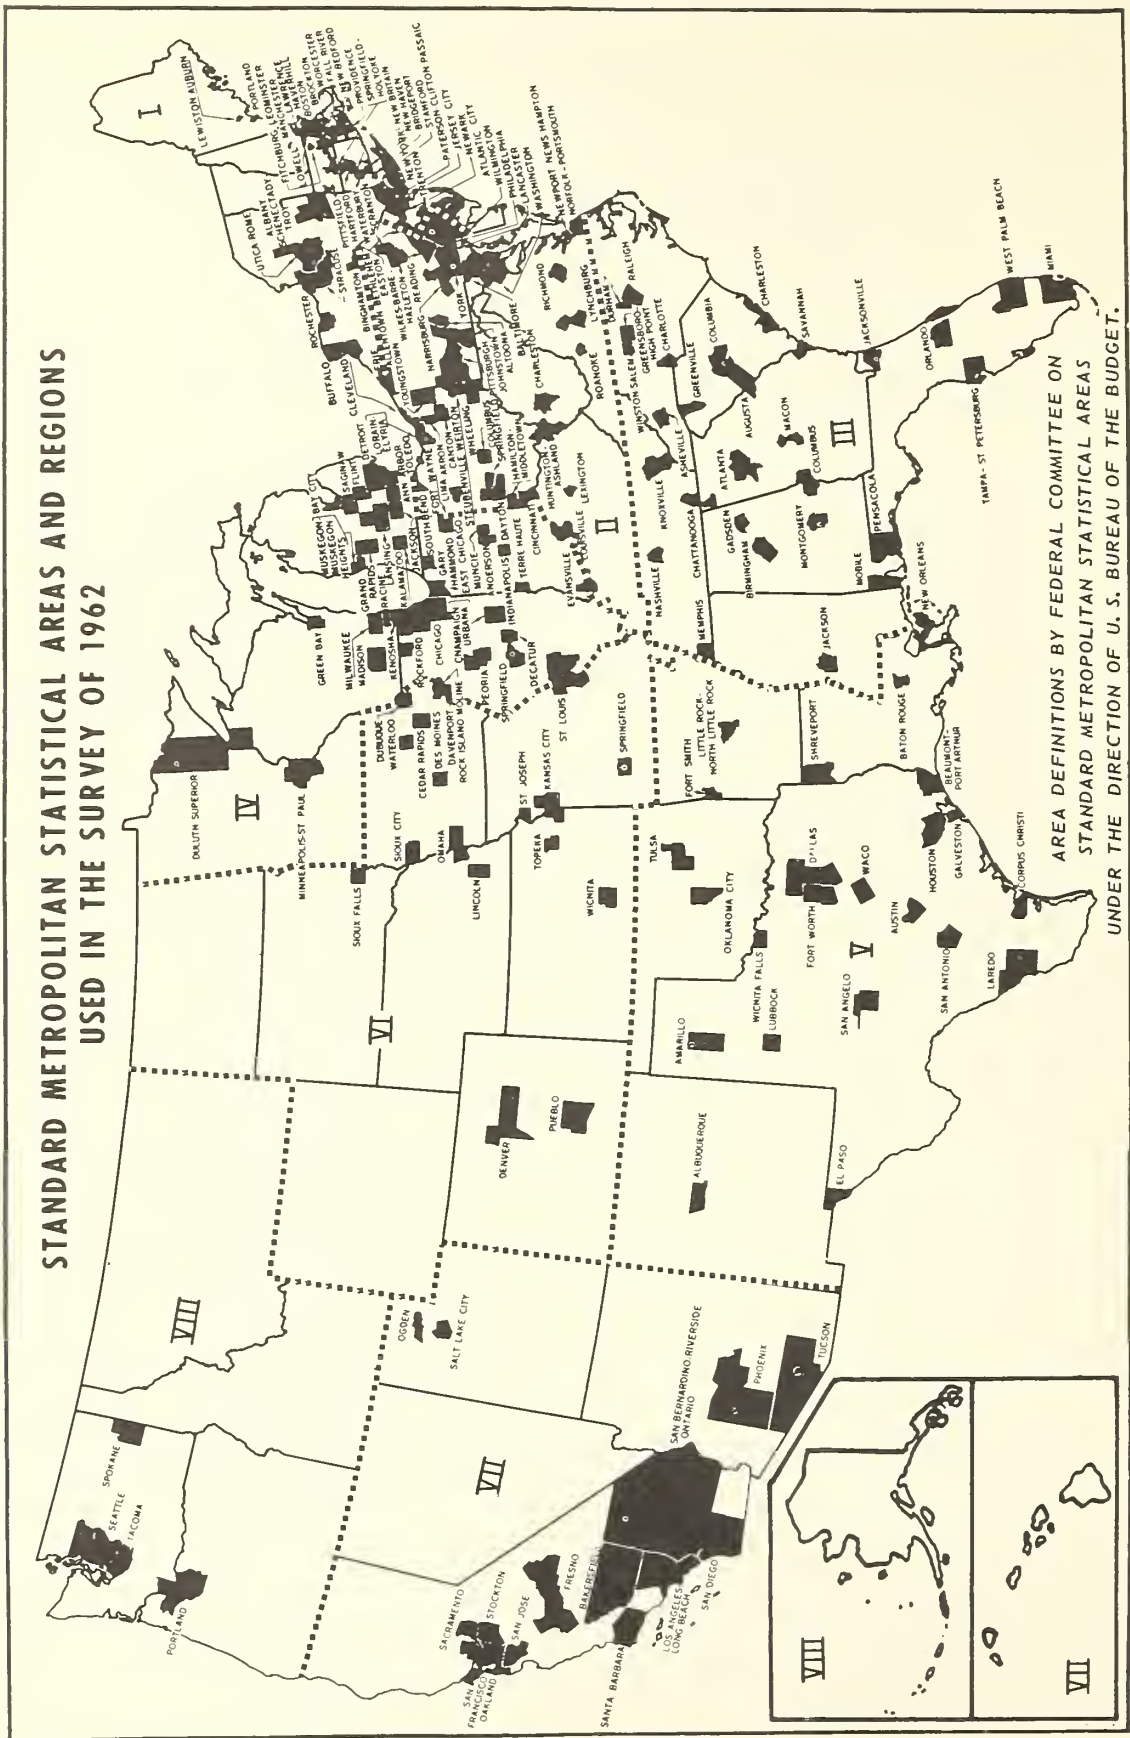 STANDARD METROPOLITAN STATISTICAL AREAS AND REGIONS
USED IN THE SURVEY OF 1962
VIII
SPOKANE
SEATTLE
TACOMA
PORTLAND
VII
OGDEN
SALT LAKE CITY
SACRAMENTO
STOCKTON
SAN
FRANCISCO
OAKLAND
SAN JOSE
FRESNO
BAKERSFIELD
SANTA BARBARA
LOS ANGELES
LONG BEACH
SAN DIEGO
SAN BERNARDINO-RIVERSIDE
ONTARIO
PHOENIX
TUCSON
VI
DENVER
PUEBLO
SIOUX FALLS
SIOUX CITY
OMAHA
LINCOLN
TOPEKA
WICHITA
ST JOSEPH
KANSAS CITY
ST LOUIS
SPRINGFIELD
DUBUQUE
WATERLOO
CEDAR RAPIDS
DES MOINES
DAVENPORT
ROCK ISLAND MOLINE
V
ALBUQUERQUE
EL PASO
AMARILLO
LUBBOCK
WICHITA FALLS
OKLAHOMA CITY
TULSA
FORT SMITH
LITTLE ROCK-
NORTH LITTLE ROCK
SHREVEPORT
DALLAS
FORT WORTH
WACO
AUSTIN
SAN ANGELO
SAN ANTONIO
LAREDO
CORPUS CHRISTI
HOUSTON
GALVESTON
BEAUMONT-
PORT ARTHUR
BATON ROUGE
NEW ORLEANS
IV
DULUTH SUPERIOR
MINNEAPOLIS-ST PAUL
GREEN BAY
MILWAUKEE
MADISON
RACINE
KENOSHA
ROCKFORD
CHICAGO
CHAMPAIGN
URBANA
PEORIA
SPRINGFIELD
DECATUR
MUSKEGON
MUSKEGON
HEIGHTS
BAY CITY
SAGINAW
FLINT
GRAND
RAPIDS
LANSING
KALAMAZOO
JACKSON
DETROIT
ANN ARBOR
TOLEDO
LORAIN
ELYRIA
CLEVELAND
SOUTH BEND
FORT WAYNE
GARY
HAMMOND
EAST CHICAGO
LIMA
AKRON
CANTON
STEUBENVILLE WEIRTON
WHEELING
MUNCIE
ANDERSON
INDIANAPOLIS
DAYTON
TERRE HAUTE
CINCINNATI
COLUMBUS
SPRINGFIELD
HAMILTON-
MIDDLETOWN
EVANSVILLE
LOUISVILLE
II
HUNTINGTON-
ASHLAND
LEXINGTON
CHARLESTON
ROANOKE
LYNCHBURG
RICHMOND
NEWPORT NEWS HAMPTON
NORFOLK-PORTSMOUTH
WASHINGTON
BALTIMORE
LANCASTER
PHILADELPHIA
WILMINGTON
ATLANTIC CITY
NEWARK
JERSEY CITY
PATERSON-CLIFTON PASSAIC
TRENTON
YORK
HARRISBURG
READING
PITTSBURGH
JOHNSTOWN
ALTOONA
YOUNGSTOWN
ERIE
ALLENTOWN BETHLEHEM
EASTON
WILKES-BARRE-
HAZLETON
SCRANTON
I
LEWISTON AUBURN
PORTLAND
FITCHBURG LEOMINSTER
MANCHESTER
LAWRENCE
HAVERHILL
LOWELL
BOSTON
BROCKTON
WORCESTER
FALL RIVER
NEW BEDFORD
PROVIDENCE
SPRINGFIELD-
HOLYOKE
NEW BRITAIN
NEW HAVEN
BRIDGEPORT
STAMFORD
NEW YORK
PITTSFIELD
HARTFORD
WATERBURY
UTICA ROME
ALBANY
SCHENECTADY
TROY
SYRACUSE
BINGHAMTON
ROCHESTER
BUFFALO
III
NASHVILLE
MEMPHIS
KNOXVILLE
CHATTANOOGA
ASHEVILLE
WINSTON SALEM
GREENSBORO-
HIGH POINT
DURHAM
RALEIGH
CHARLOTTE
GREENVILLE
COLUMBIA
CHARLESTON
SAVANNAH
AUGUSTA
ATLANTA
MACON
COLUMBUS
GADSDEN
BIRMINGHAM
MONTGOMERY
MOBILE
PENSACOLA
JACKSON
JACKSONVILLE
ORLANDO
TAMPA-ST PETERSBURG
WEST PALM BEACH
MIAMI
VIII
VII
AREA DEFINITIONS BY FEDERAL COMMITTEE ON
STANDARD METROPOLITAN STATISTICAL AREAS
UNDER THE DIRECTION OF U. S. BUREAU OF THE BUDGET.